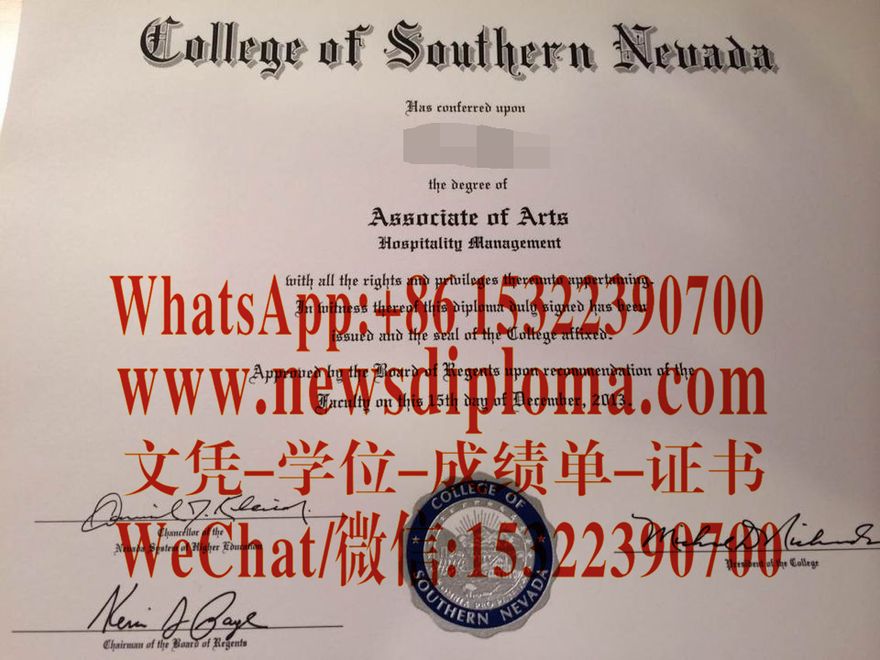 College of Southern Nevada
Has conferred upon
the degree of
Associate of Arts
Hospitality Management
with all the rights and privileges thereunto appertaining.
WhatsApp:+86 15322390700
In witness thereof this diploma duly signed has been
issued and the seal of the College affixed.
www.newsdiploma.com
Approved by the Board of Regents upon recommendation of the
Faculty on this 15th day of December, 2013.
文凭-学位-成绩单-证书
WeChat/微信:15322390700
Chancellor of the
Nevada System of Higher Education
President of the College
COLLEGE OF
SOUTHERN NEVADA
Chairman of the Board of Regents